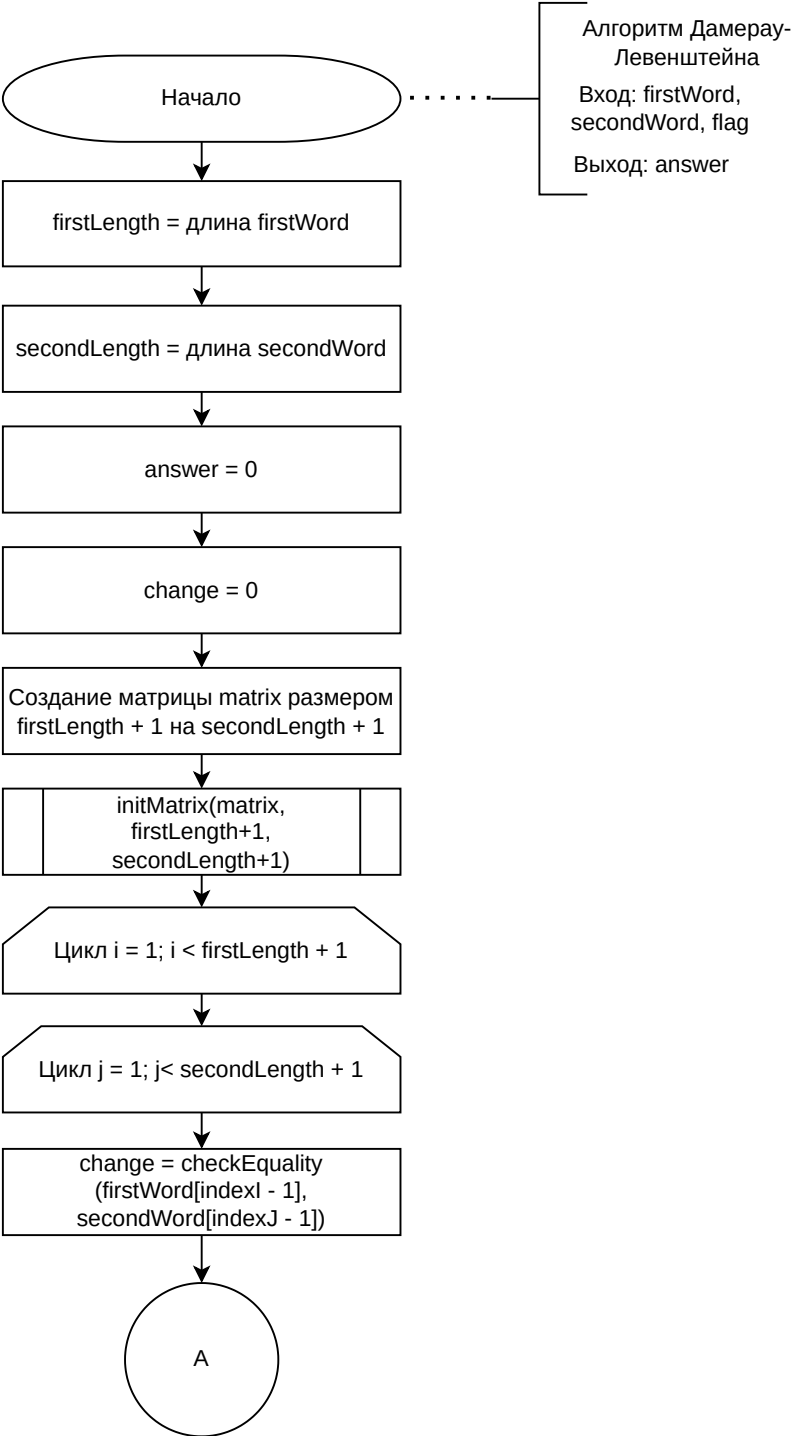 Алгоритм Дамерау-
Левенштейна
Вход: firstWord,
secondWord, flag
Выход: answer
Начало
firstLength = длина firstWord
secondLength = длина secondWord
answer = 0
change = 0
Создание матрицы matrix размером
firstLength + 1 на secondLength + 1
initMatrix(matrix,
firstLength+1,
secondLength+1)
Цикл i = 1; i < firstLength + 1
Цикл j = 1; j< secondLength + 1
change = checkEquality
(firstWord[indexI - 1],
secondWord[indexJ - 1])
A